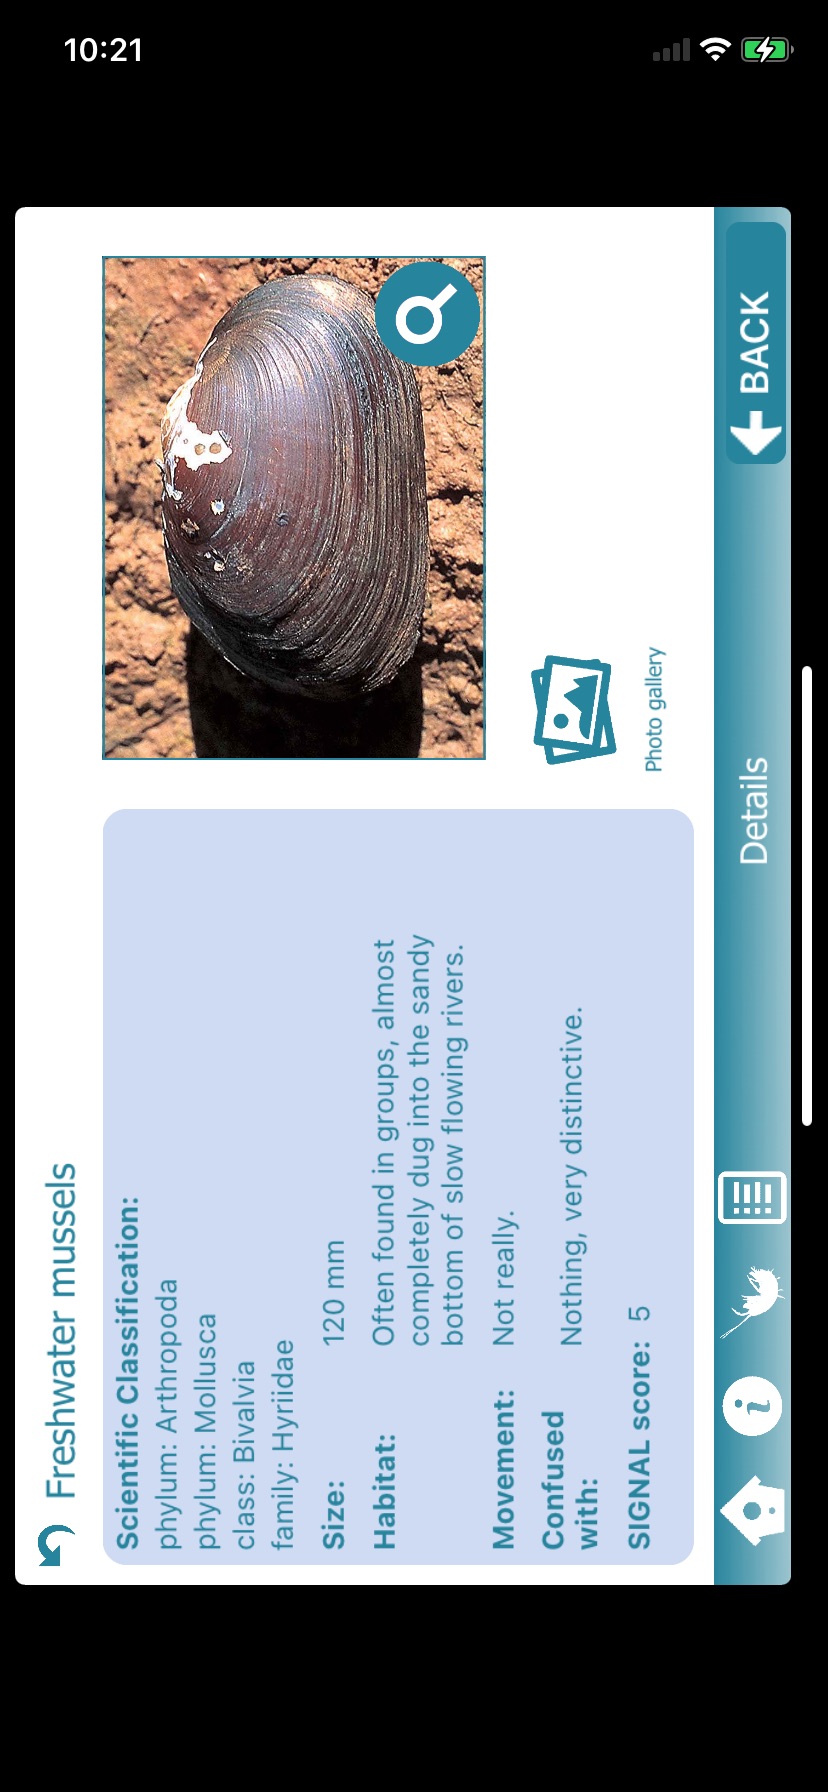 Freshwater mussels
Scientific Classification:
phylum: Arthropoda
phylum: Mollusca
class: Bivalvia
family: Hyriidae
Size: 120 mm
Habitat: Often found in groups, almost
completely dug into the sandy
bottom of slow flowing rivers.
Movement: Not really.
Confused
with: Nothing, very distinctive.
SIGNAL score: 5
Photo gallery
i
Details
BACK
10:21